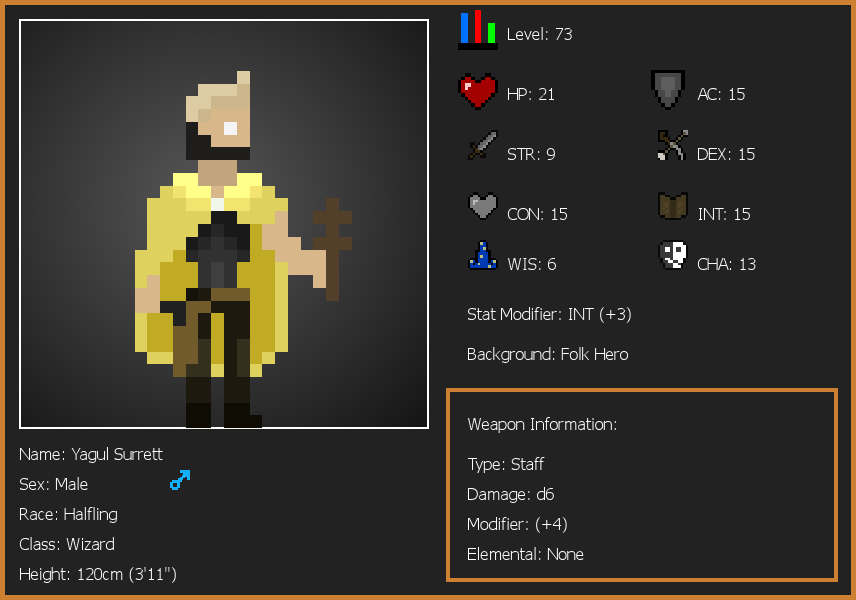 Level: 73
HP: 21
AC: 15
STR: 9
DEX: 15
CON: 15
INT: 15
WIS: 6
CHA: 13
Stat Modifier: INT (+3)
Background: Folk Hero
Weapon Information:
Type: Staff
Damage: d6
Modifier: (+4)
Elemental: None
Name: Yagul Surrett
Sex: Male
Race: Halfling
Class: Wizard
Height: 120cm (3'11")